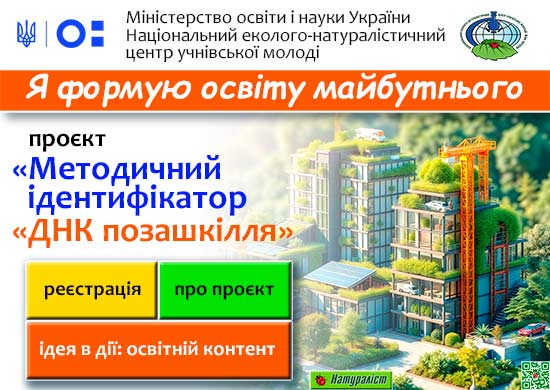 Міністерство освіти і науки України
Національний еколого-натуралістичний
центр учнівської молоді
Я формую освіту майбутнього
проєкт
«Методичний
ідентифікатор
«ДНК позашкілля»
реєстрація
про проєкт
ідея в дії: освітній контент
Натураліст